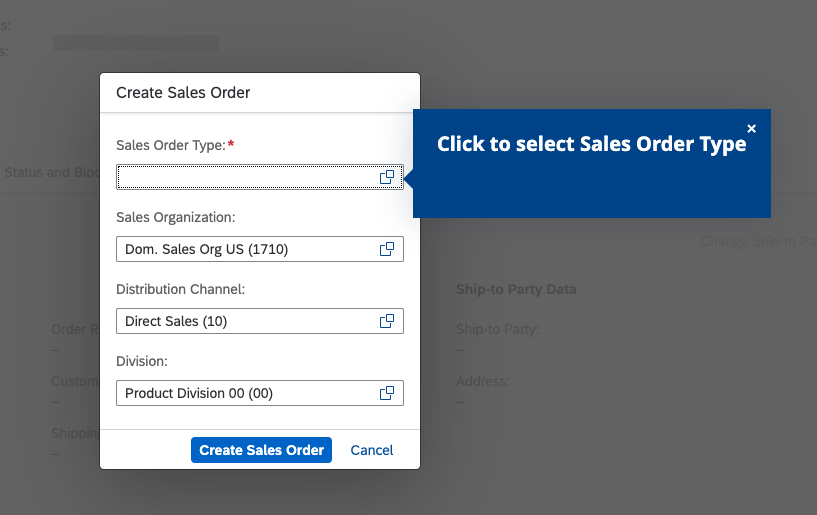 s:
s:
Create Sales Order
Click to select Sales Order Type
×
Sales Order Type:*
Status and Bloc
Sales Organization:
Dom. Sales Org US (1710)
Change Ship-to Pa
Distribution Channel:
Ship-to Party Data
Direct Sales (10)
Order R
Ship-to Party:
–
–
Division:
Custom
Address:
Product Division 00 (00)
–
–
Shipping
Create Sales Order
Cancel
–